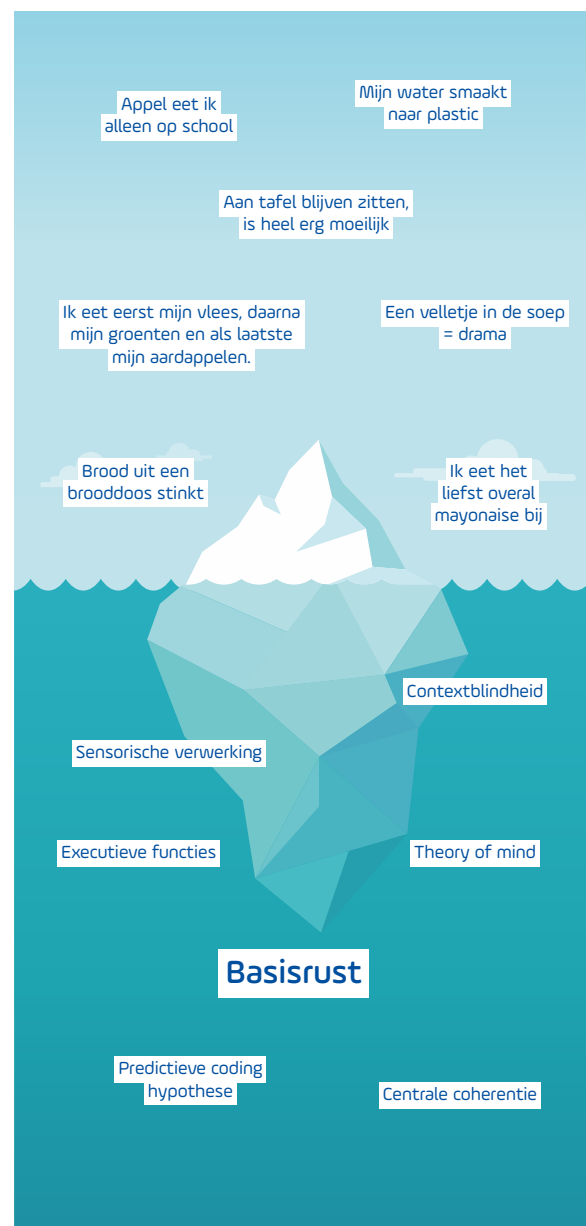 Appel eet ik
alleen op school
Mijn water smaakt
naar plastic
Aan tafel blijven zitten,
is heel erg moeilijk
Ik eet eerst mijn vlees, daarna
mijn groenten en als laatste
mijn aardappelen.
Een velletje in de soep
= drama
Brood uit een
brooddoos stinkt
Ik eet het
liefst overal
mayonaise bij
Contextblindheid
Sensorische verwerking
Executieve functies
Theory of mind
Basisrust
Predictieve coding
hypothese
Centrale coherentie